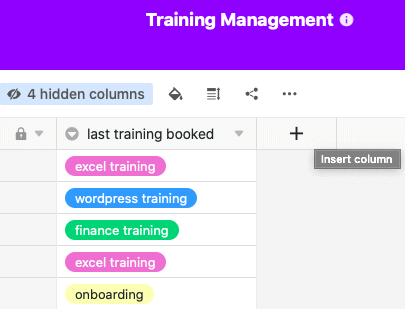 Training Management
4 hidden columns
last training booked
Insert column
excel training
wordpress training
finance training
excel training
onboarding